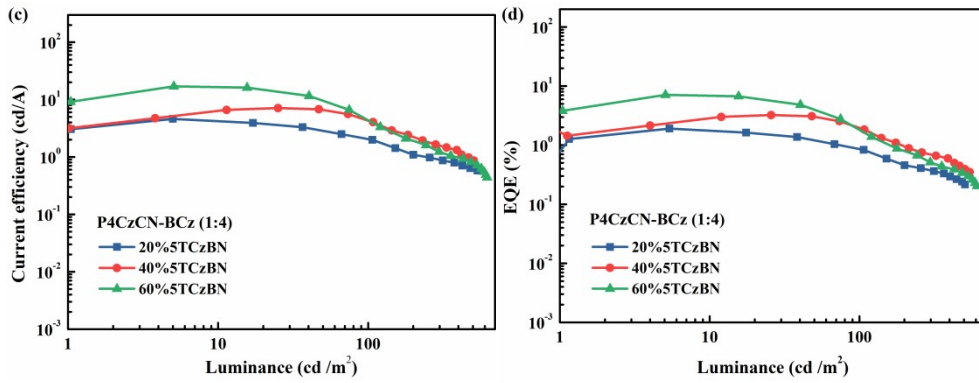 (c)
10²
10¹
10⁰
10⁻¹
10⁻²
10⁻³
Current efficiency (cd/A)
P4CzCN-BCz (1:4)
20%5TCzBN
40%5TCzBN
60%5TCzBN
1
10
100
Luminance (cd /m²)
(d)
10²
10¹
10⁰
10⁻¹
10⁻²
10⁻³
EQE (%)
P4CzCN-BCz (1:4)
20%5TCzBN
40%5TCzBN
60%5TCzBN
1
10
100
Luminance (cd /m²)